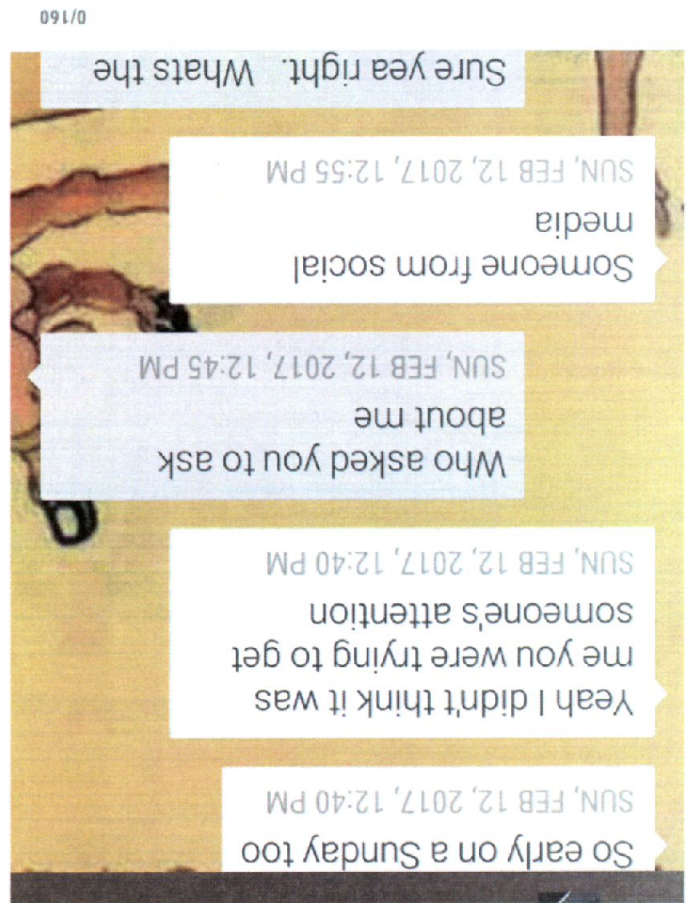 So early on a Sunday too
SUN, FEB 12, 2017, 12:40 PM
Yeah I didn't think it was
me you were trying to get
someone's attention
SUN, FEB 12, 2017, 12:40 PM
Who asked you to ask
about me
SUN, FEB 12, 2017, 12:45 PM
Someone from social
media
SUN, FEB 12, 2017, 12:55 PM
Sure yea right. Whats the
0/160